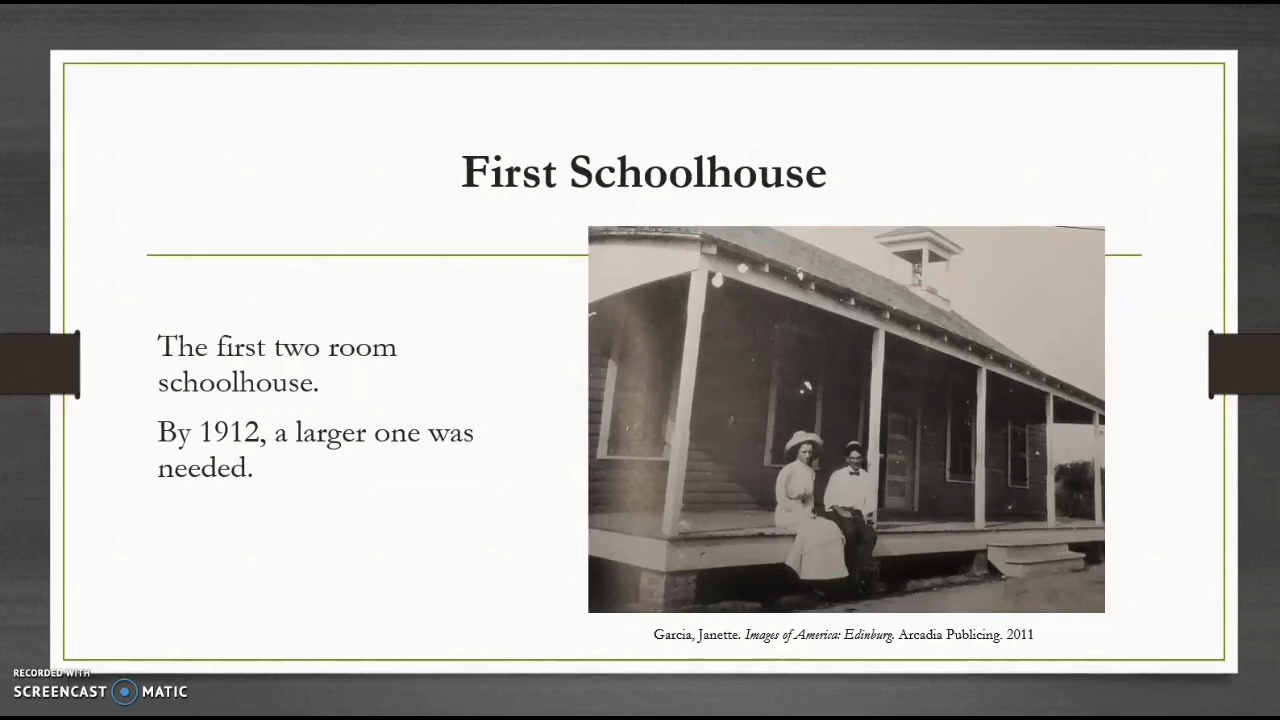 First Schoolhouse
The first two room
schoolhouse.
By 1912, a larger one was
needed.
Garcia, Janette. Images of America: Edinburg. Arcadia Publicing. 2011
RECORDED WITH
SCREENCAST MATIC